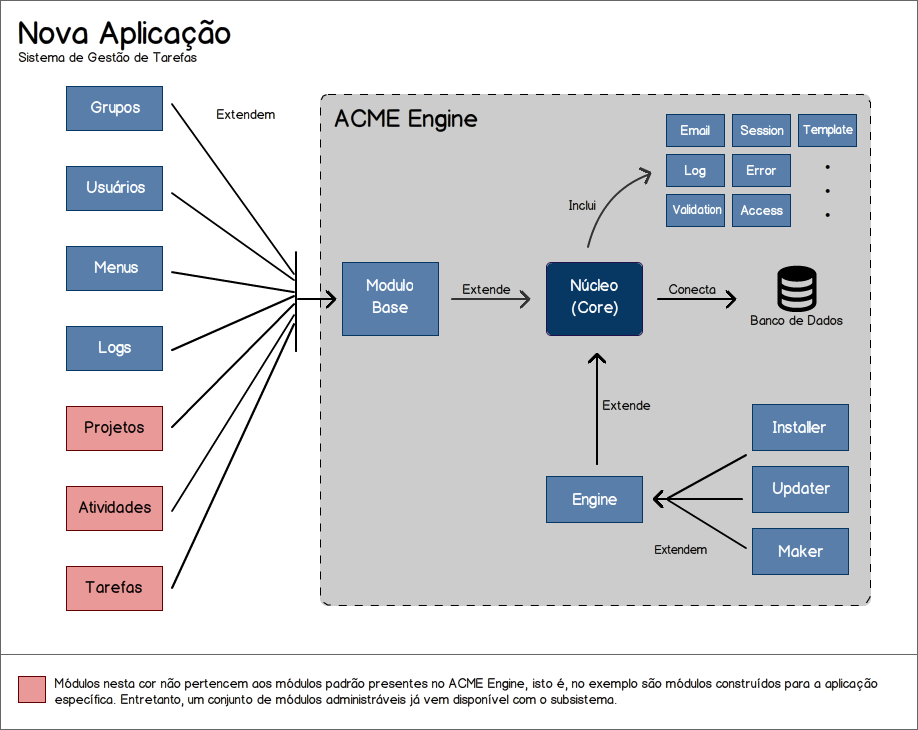 Nova Aplicação
Sistema de Gestão de Tarefas
Grupos
Extendem
Usuários
Menus
Logs
Projetos
Atividades
Tarefas
ACME Engine
Email
Session
Template
Log
Error
Validation
Access
Inclui
Modulo
Base
Extende
Núcleo
(Core)
Conecta
Banco de Dados
Extende
Engine
Installer
Updater
Maker
Extendem
Módulos nesta cor não pertencem aos módulos padrão presentes no ACME Engine, isto é, no exemplo são módulos construídos para a aplicação
específica. Entretanto, um conjunto de módulos administráveis já vem disponível com o subsistema.